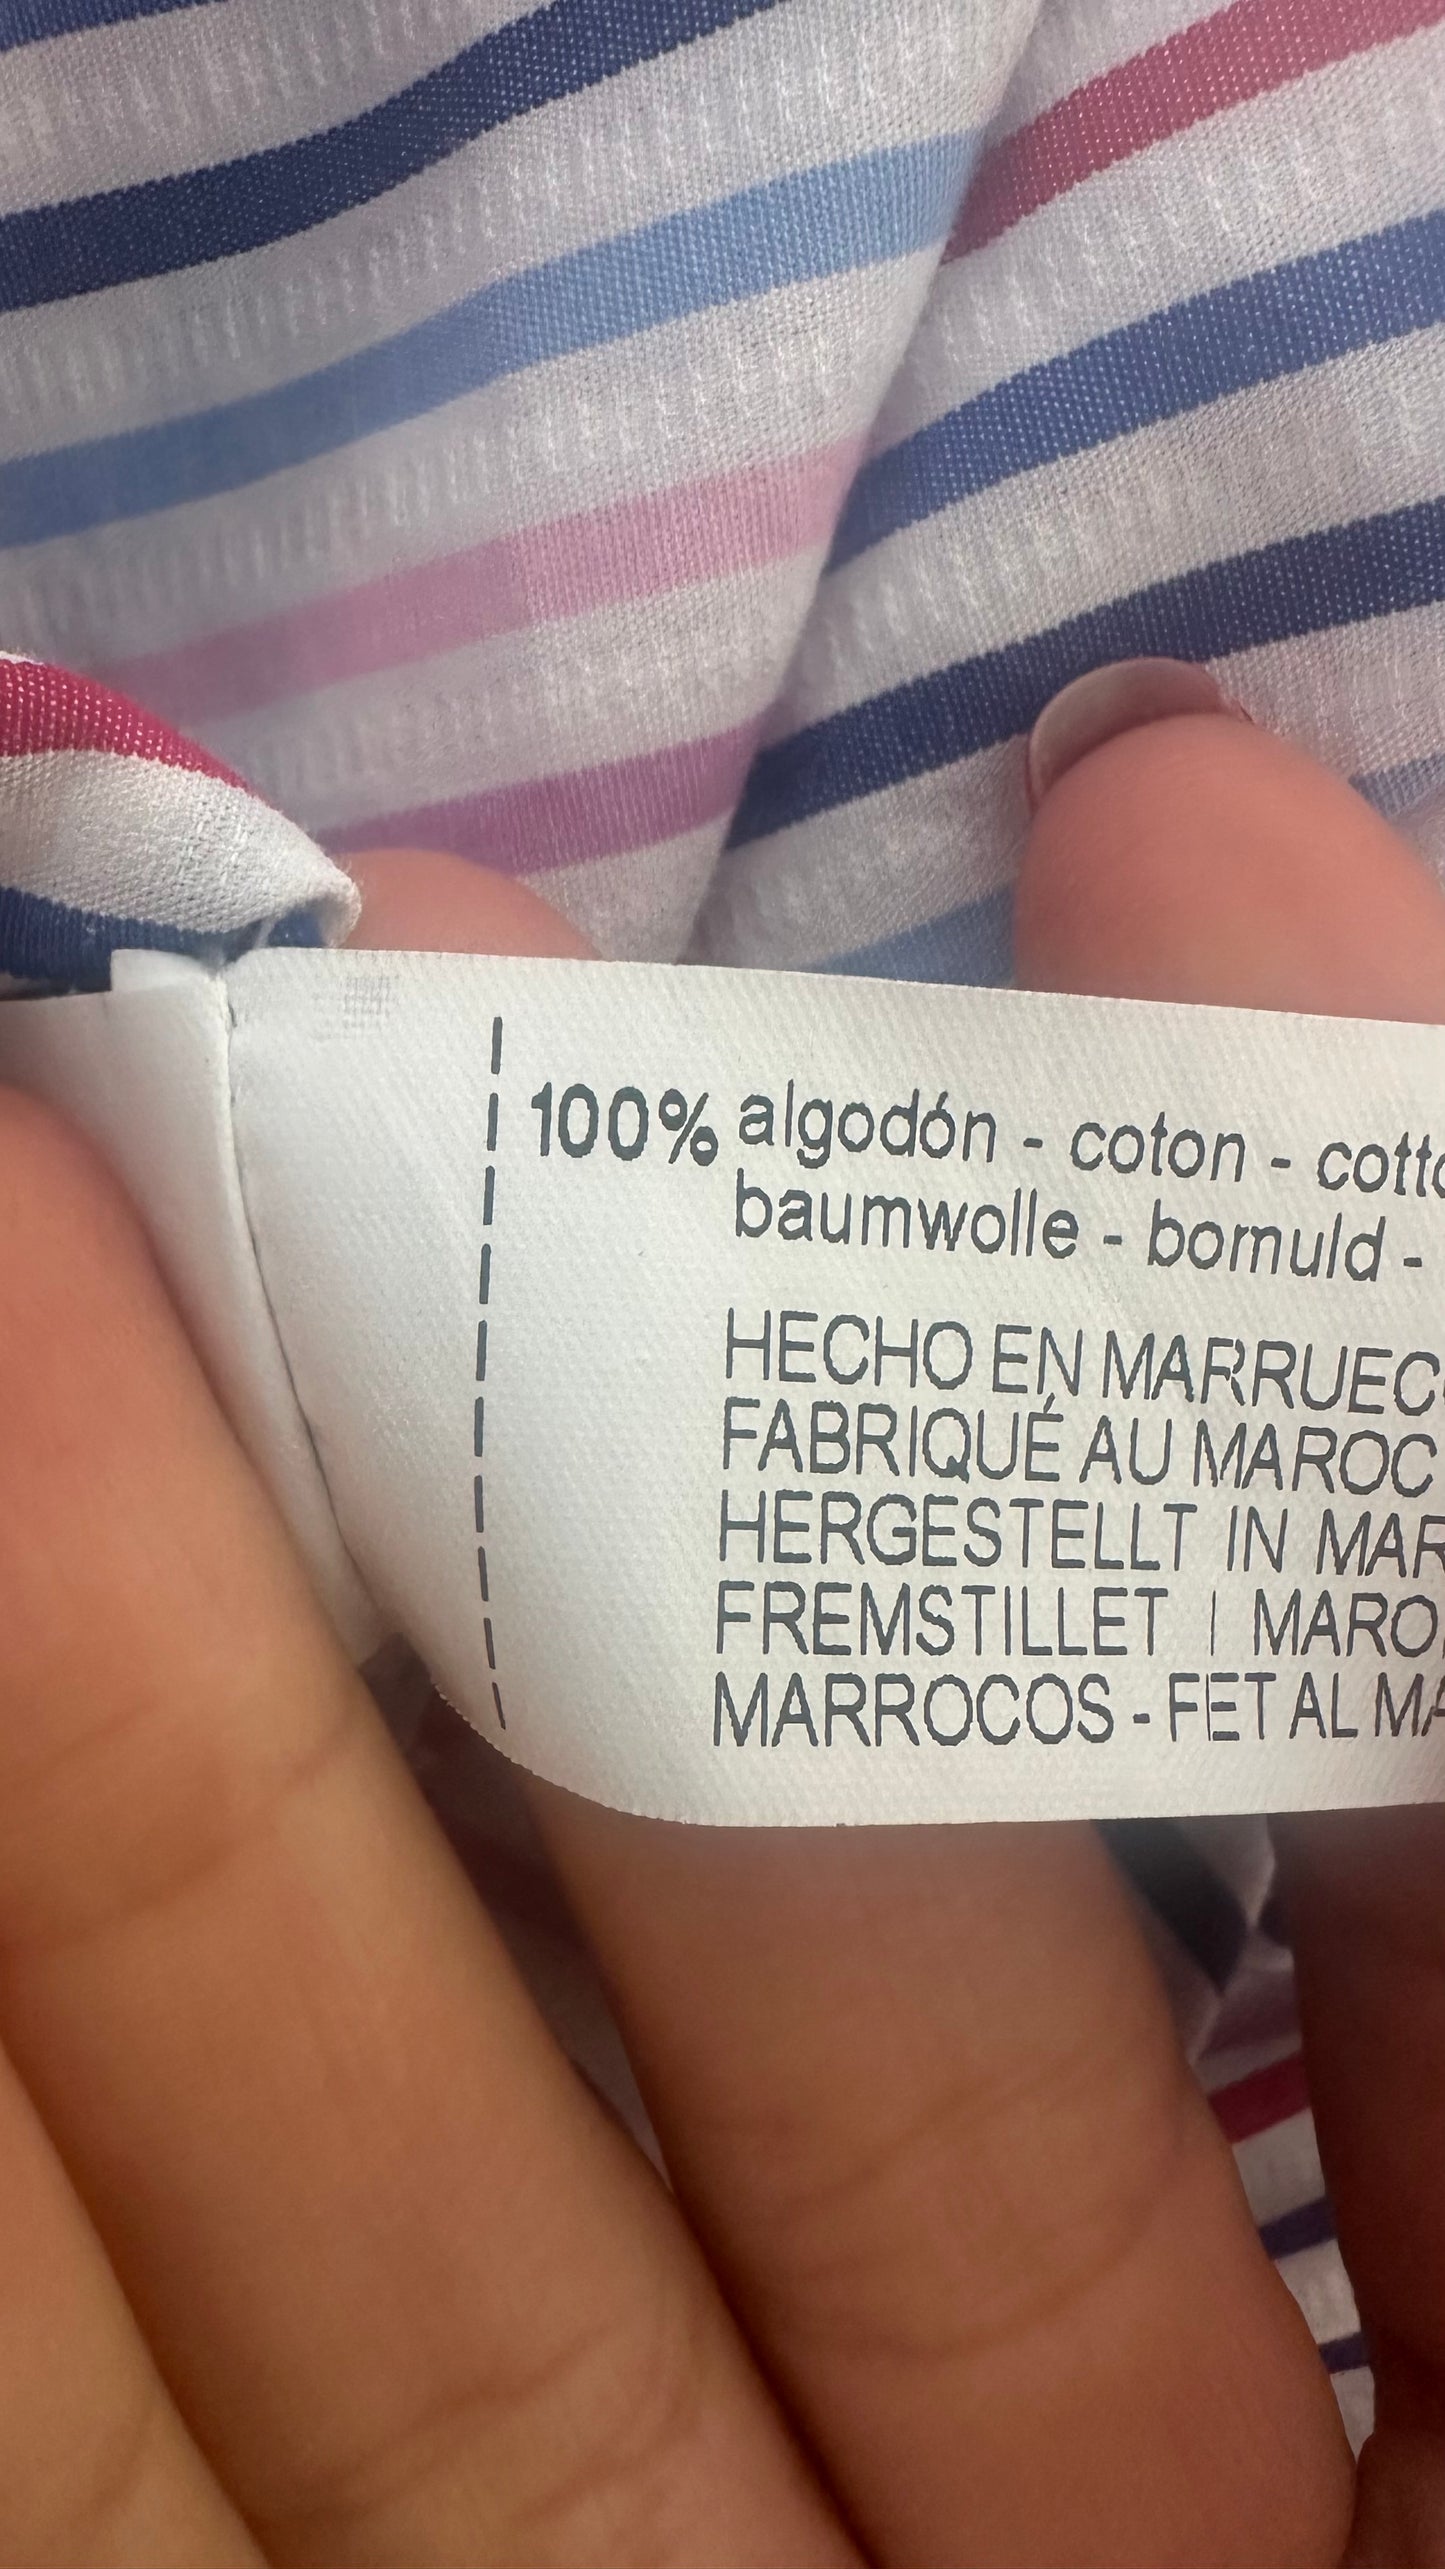 100% algodón - coton - cotto
baumwolle - bomuld -
HECHO EN MARRUEC
FABRIQUÉ AU MAROC
HERGESTELLT IN MAR
FREMSTILLET I MARO
MARROCOS - FET AL MA